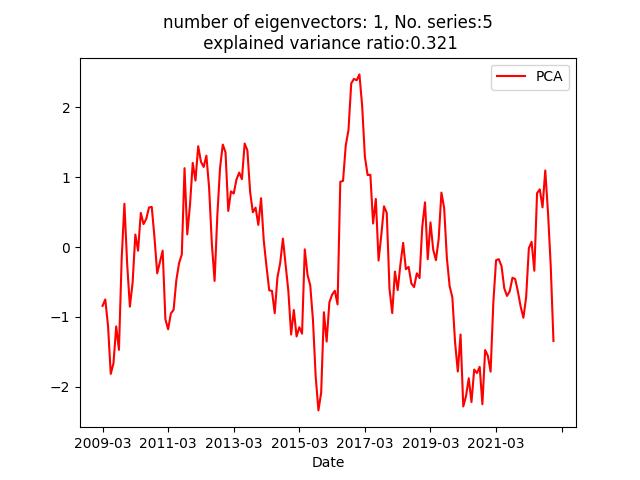 number of eigenvectors: 1, No. series:5
explained variance ratio:0.321
PCA
2
1
0
−1
−2
2009-03 2011-03 2013-03 2015-03 2017-03 2019-03 2021-03
Date